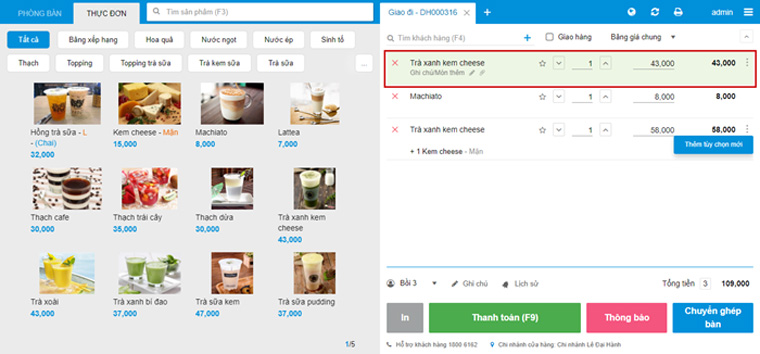 PHÒNG BÀN
THỰC ĐƠN
Tìm sản phẩm (F3)
Tất cả
Bảng xếp hạng
Hoa quả
Nước ngọt
Nước ép
Sinh tố
Thạch
Topping
Topping trà sữa
Trà kem sữa
Trà sữa
...
Hồng trà sữa - L
- (Chai)
32,000
Kem cheese - Mặn
15,000
Machiato
8,000
Lattea
7,000
Thạch cafe
30,000
Thạch trái cây
35,000
Thạch dừa
30,000
Trà xanh kem
cheese
43,000
Trà xoài
43,000
Trà xanh bí đao
37,000
Trà sữa kem
47,000
Trà sữa pudding
37,000
1/5
Giao đi - DH000316 ×
+
admin
Tìm khách hàng (F4)
+
Giao hàng
Bảng giá chung
Trà xanh kem cheese 1 43,000 43,000
Ghi chú/Món thêm
Machiato 1 8,000 8,000
Trà xanh kem cheese 1 58,000 58,000
+ 1 Kem cheese - Mặn
Thêm tùy chọn mới
Bồi 3
Ghi chú
Lịch sử
Tổng tiền 3 109,000
In
Thanh toán (F9)
Thông báo
Chuyển ghép
bàn
Hỗ trợ khách hàng 1800 6162
Chi nhánh cửa hàng: Chi nhánh Lê Đại Hành